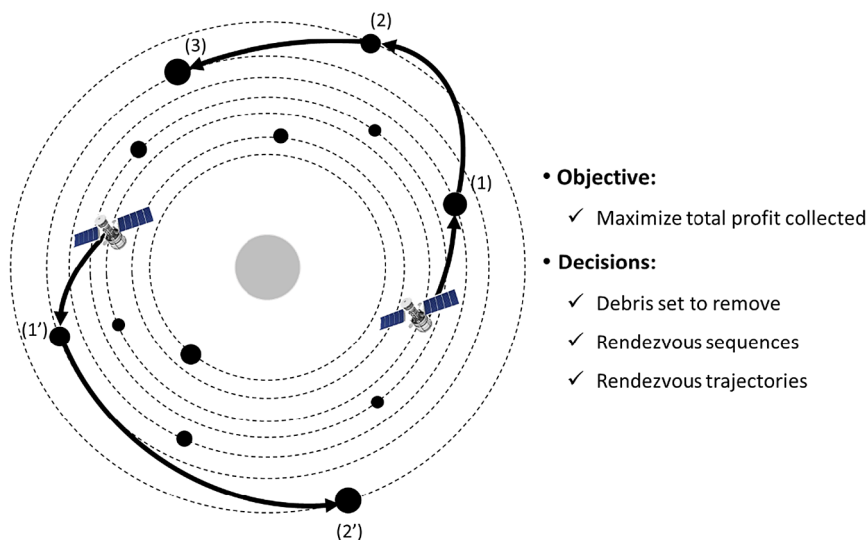 (2)
(3)
(1)
(1')
(2')
• Objective:
✓ Maximize total profit collected
• Decisions:
✓ Debris set to remove
✓ Rendezvous sequences
✓ Rendezvous trajectories